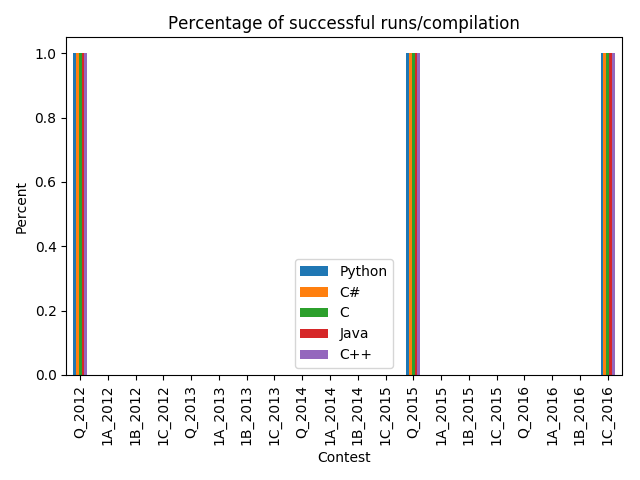 Percentage of successful runs/compilation
Percent
1.0
0.8
0.6
0.4
0.2
0.0
Python
C#
C
Java
C++
Q_2012
1A_2012
1B_2012
1C_2012
Q_2013
1A_2013
1B_2013
1C_2013
Q_2014
1A_2014
1B_2014
1C_2015
Q_2015
1A_2015
1B_2015
1C_2015
Q_2016
1A_2016
1B_2016
1C_2016
Contest